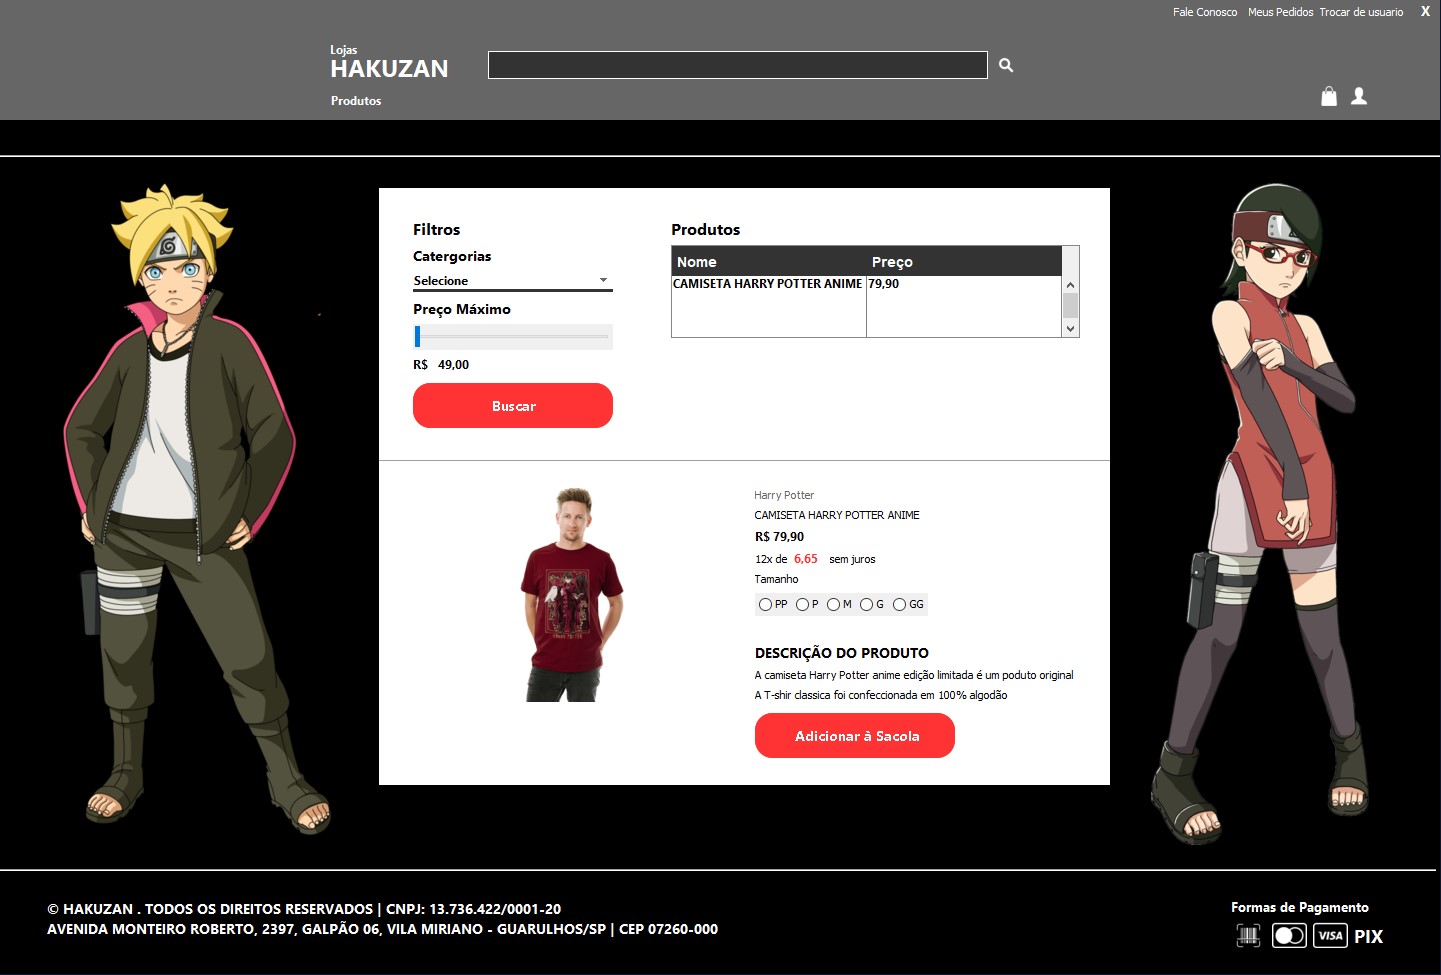 Fale Conosco Meus Pedidos Trocar de usuario X
Lojas
HAKUZAN
Produtos
Filtros
Catergorias
Selecione
Preço Máximo
R$ 49,00
Buscar
Produtos
Nome Preço
CAMISETA HARRY POTTER ANIME 79,90
Harry Potter
CAMISETA HARRY POTTER ANIME
R$ 79,90
12x de 6,65 sem juros
Tamanho
PP P M G GG
DESCRIÇÃO DO PRODUTO
A camiseta Harry Potter anime edição limitada é um poduto original
A T-shir classica foi confeccionada em 100% algodão
Adicionar à Sacola
© HAKUZAN . TODOS OS DIREITOS RESERVADOS | CNPJ: 13.736.422/0001-20
AVENIDA MONTEIRO ROBERTO, 2397, GALPÃO 06, VILA MIRIANO - GUARULHOS/SP | CEP 07260-000
Formas de Pagamento
VISA PIX